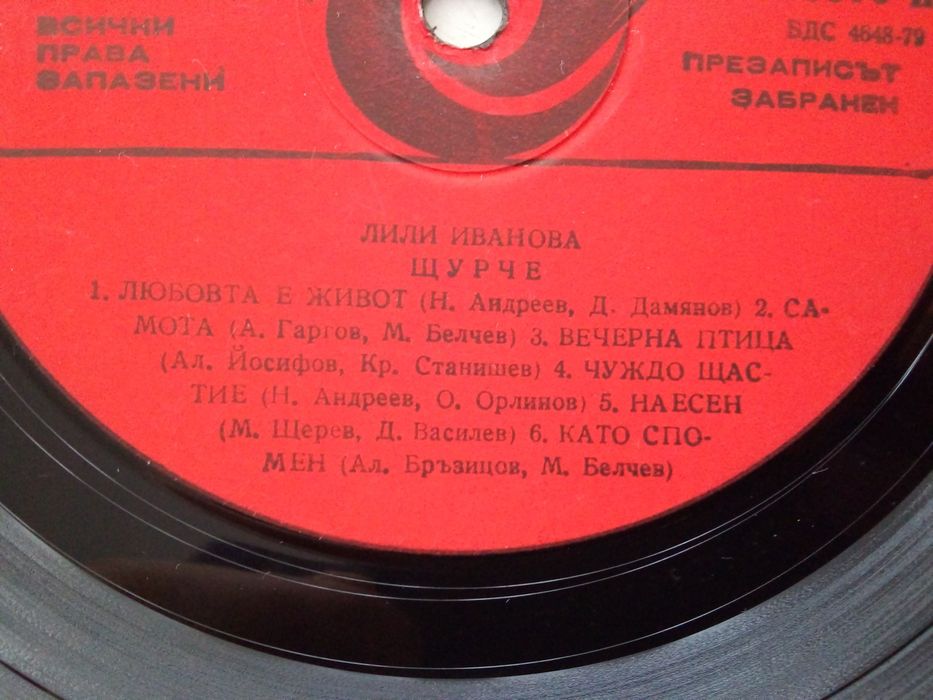 ВСИЧНИ
ПРАВА
ЗАПАЗЕНИ
БДС 4648-79
ПРЕЗАПИСЪТ
ЗАБРАНЕН
ЛИЛИ ИВАНОВА
ЩУРЧЕ
1. ЛЮБОВТА Е ЖИВОТ (Н. Андреев, Д. Дамянов) 2. СА-
МОТА (А. Гаргов, М. Белчев) 3. ВЕЧЕРНА ПТИЦА
(Ал. Йосифов, Кр. Станишев) 4. ЧУЖДО ЩАС-
ТИЕ (Н. Андреев, О. Орлинов) 5. НАЕСЕН
(М. Щерев, Д. Василев) 6. КАТО СПО-
МЕН (Ал. Бръзицов, М. Белчев)